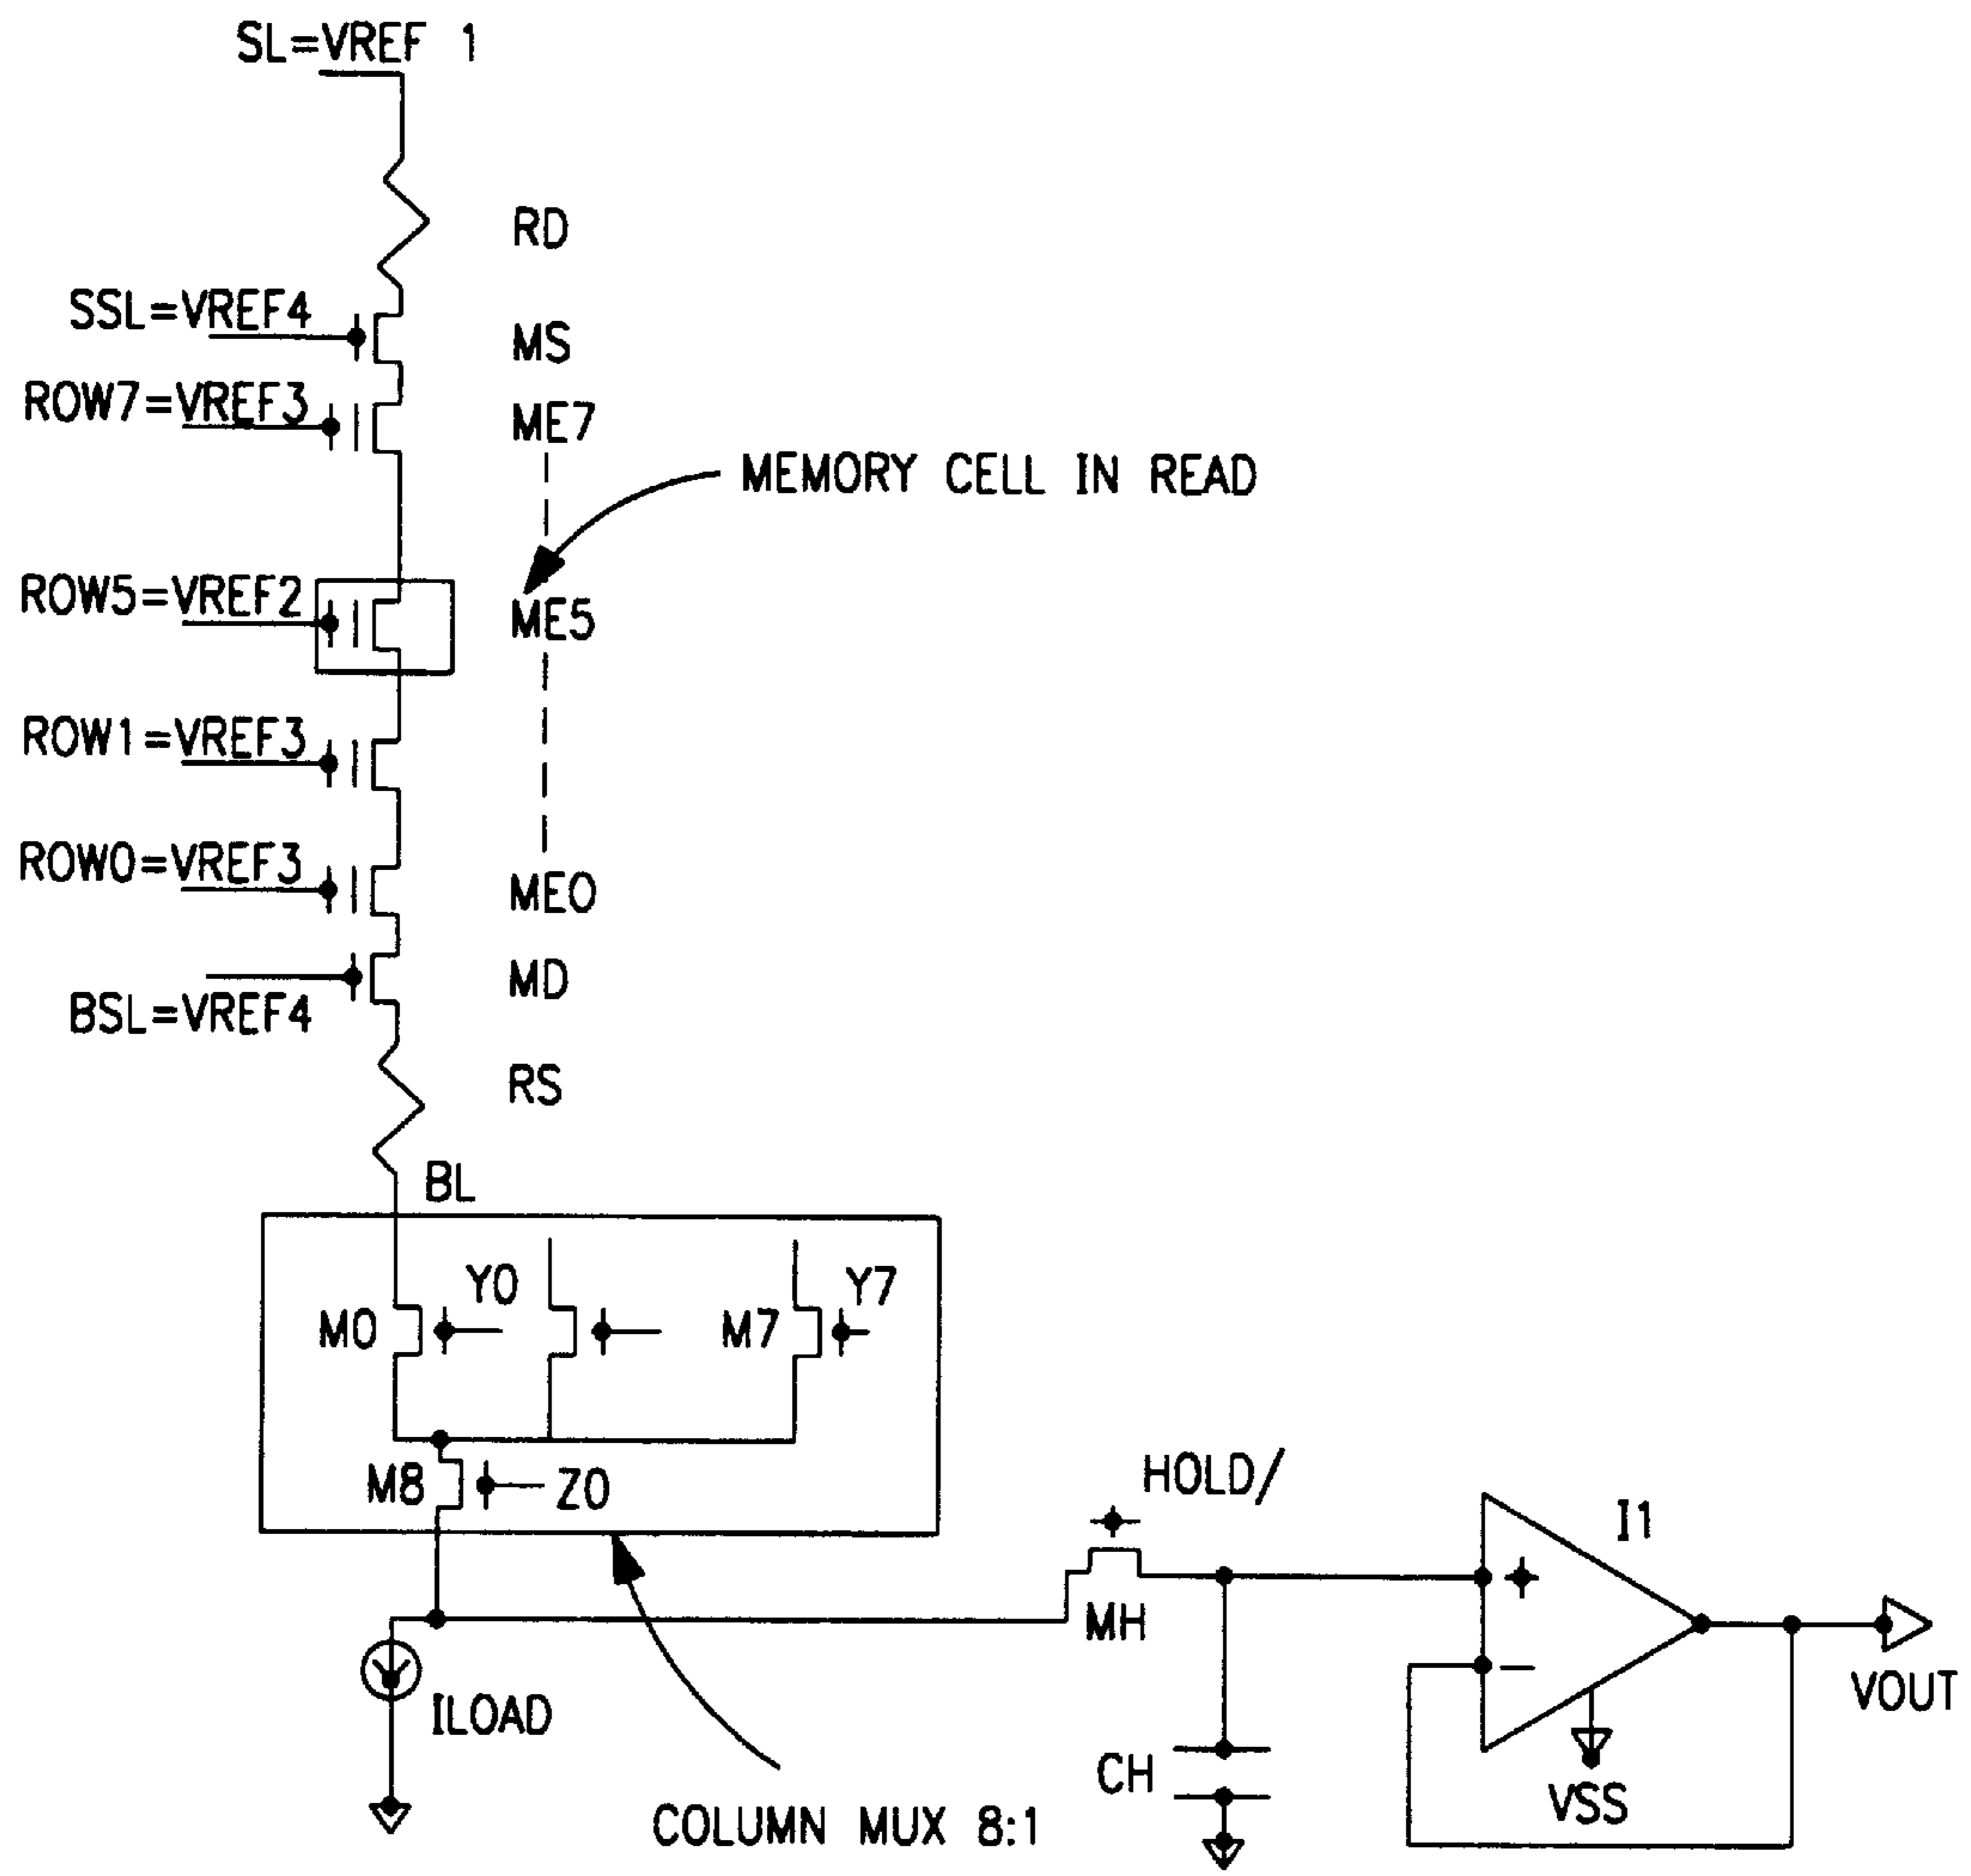 SL=VREF 1
RD
SSL=VREF4
MS
ROW7=VREF3
ME7
MEMORY CELL IN READ
ROW5=VREF2
ME5
ROW1=VREF3
ROW0=VREF3
ME0
MD
BSL=VREF4
RS
BL
Y0
Y7
M0
M7
M8
Z0
HOLD/
I1
+
MH
−
ILOAD
VOUT
CH
VSS
COLUMN MUX 8:1